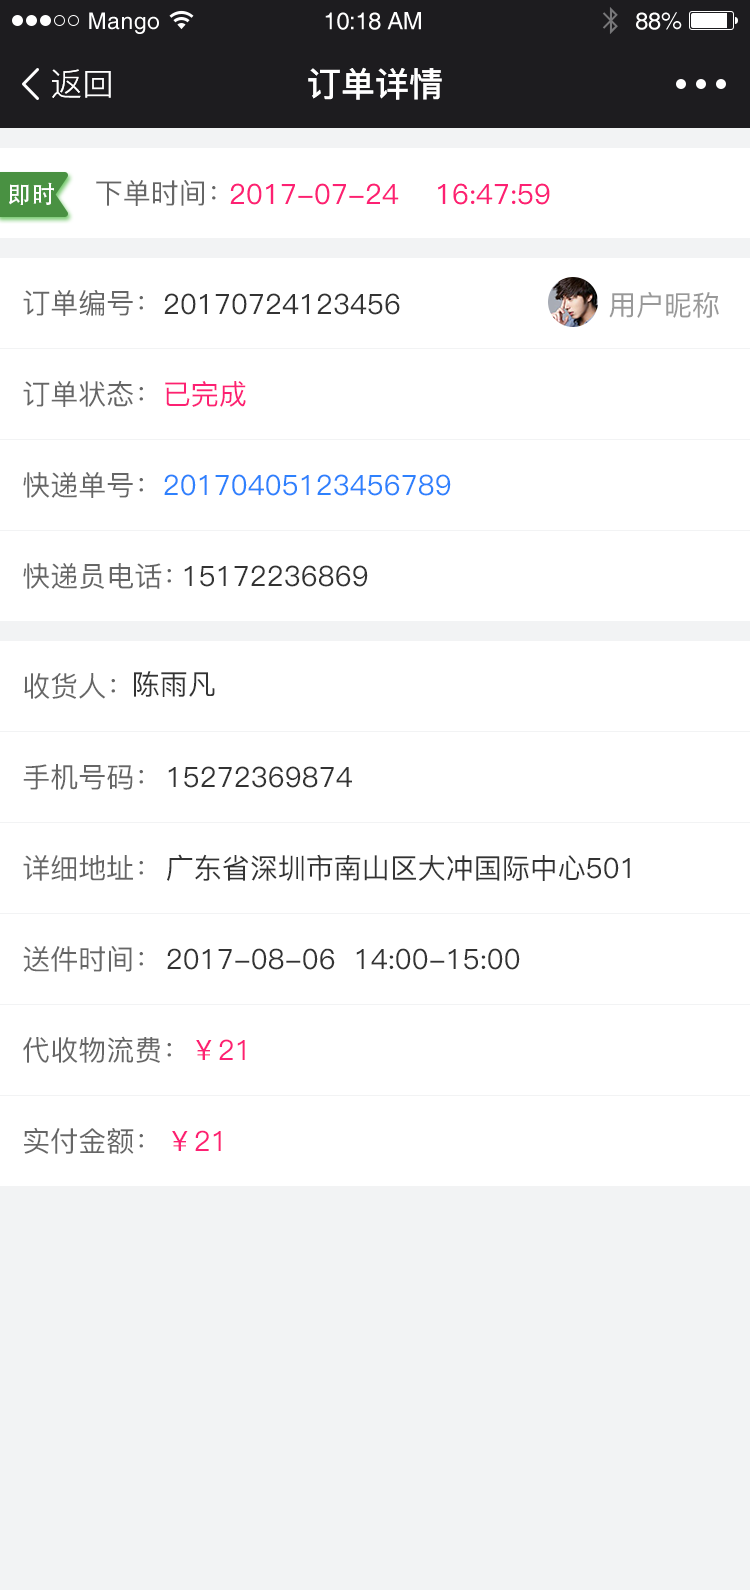 Mango 10:18 AM 88%
返回 订单详情
即时 下单时间：2017-07-24 16:47:59
订单编号：20170724123456 用户昵称
订单状态：已完成
快递单号：20170405123456789
快递员电话：15172236869
收货人：陈雨凡
手机号码：15272369874
详细地址：广东省深圳市南山区大冲国际中心501
送件时间：2017-08-06 14:00-15:00
代收物流费：￥21
实付金额：￥21